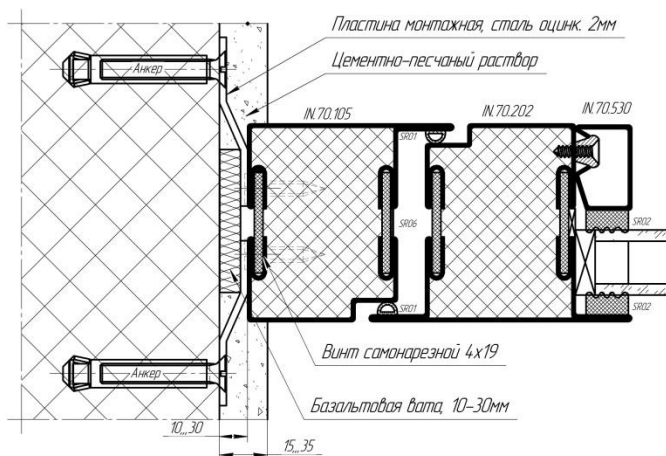 Пластина монтажная, сталь оцинк. 2мм
Цементно-песчаный раствор
Анкер
IN.70.105
IN.70.202
IN.70.530
SR01
SR06
SR02
SR01
SR02
Винт самонарезной 4х19
Анкер
Базальтовая вата, 10-30мм
10,,,30
15,,,35